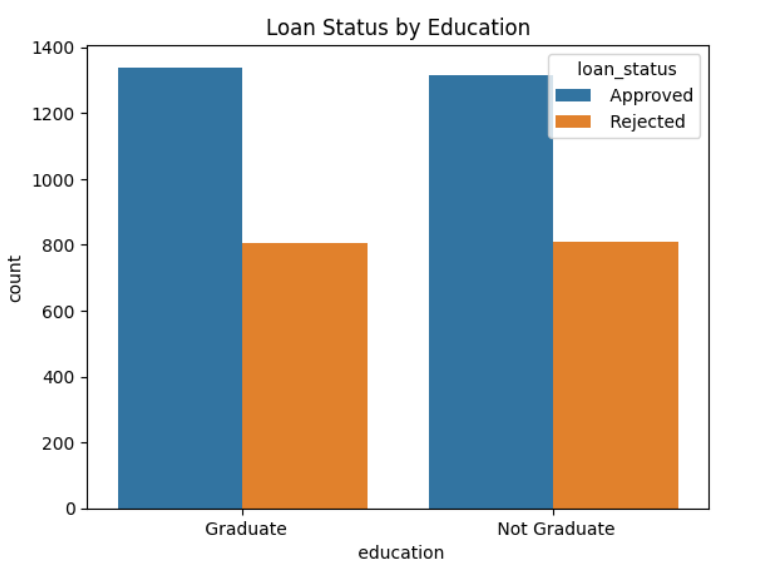 Loan Status by Education
loan_status
Approved
Rejected
1400
1200
1000
800
600
400
200
0
count
Graduate
Not Graduate
education